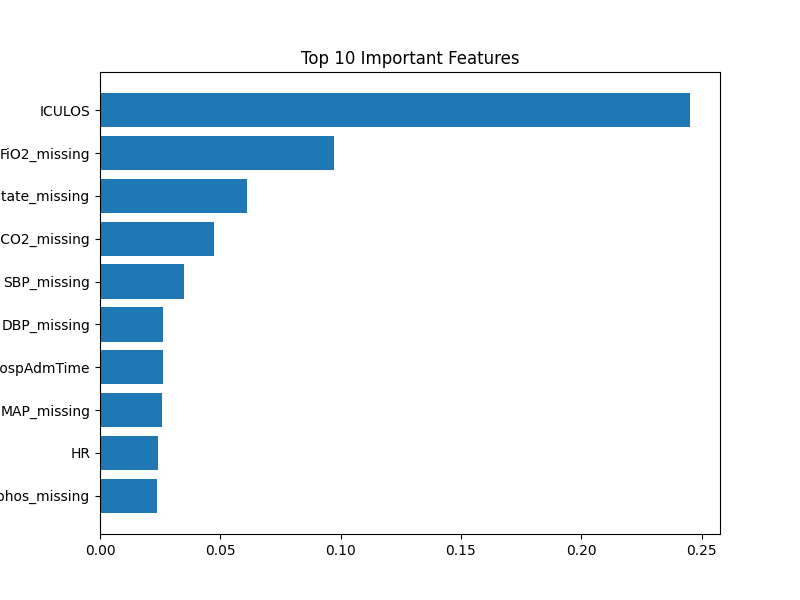 Top 10 Important Features
ICULOS
FiO2_missing
tate_missing
CO2_missing
SBP_missing
DBP_missing
ospAdmTime
MAP_missing
HR
phos_missing
0.00 0.05 0.10 0.15 0.20 0.25